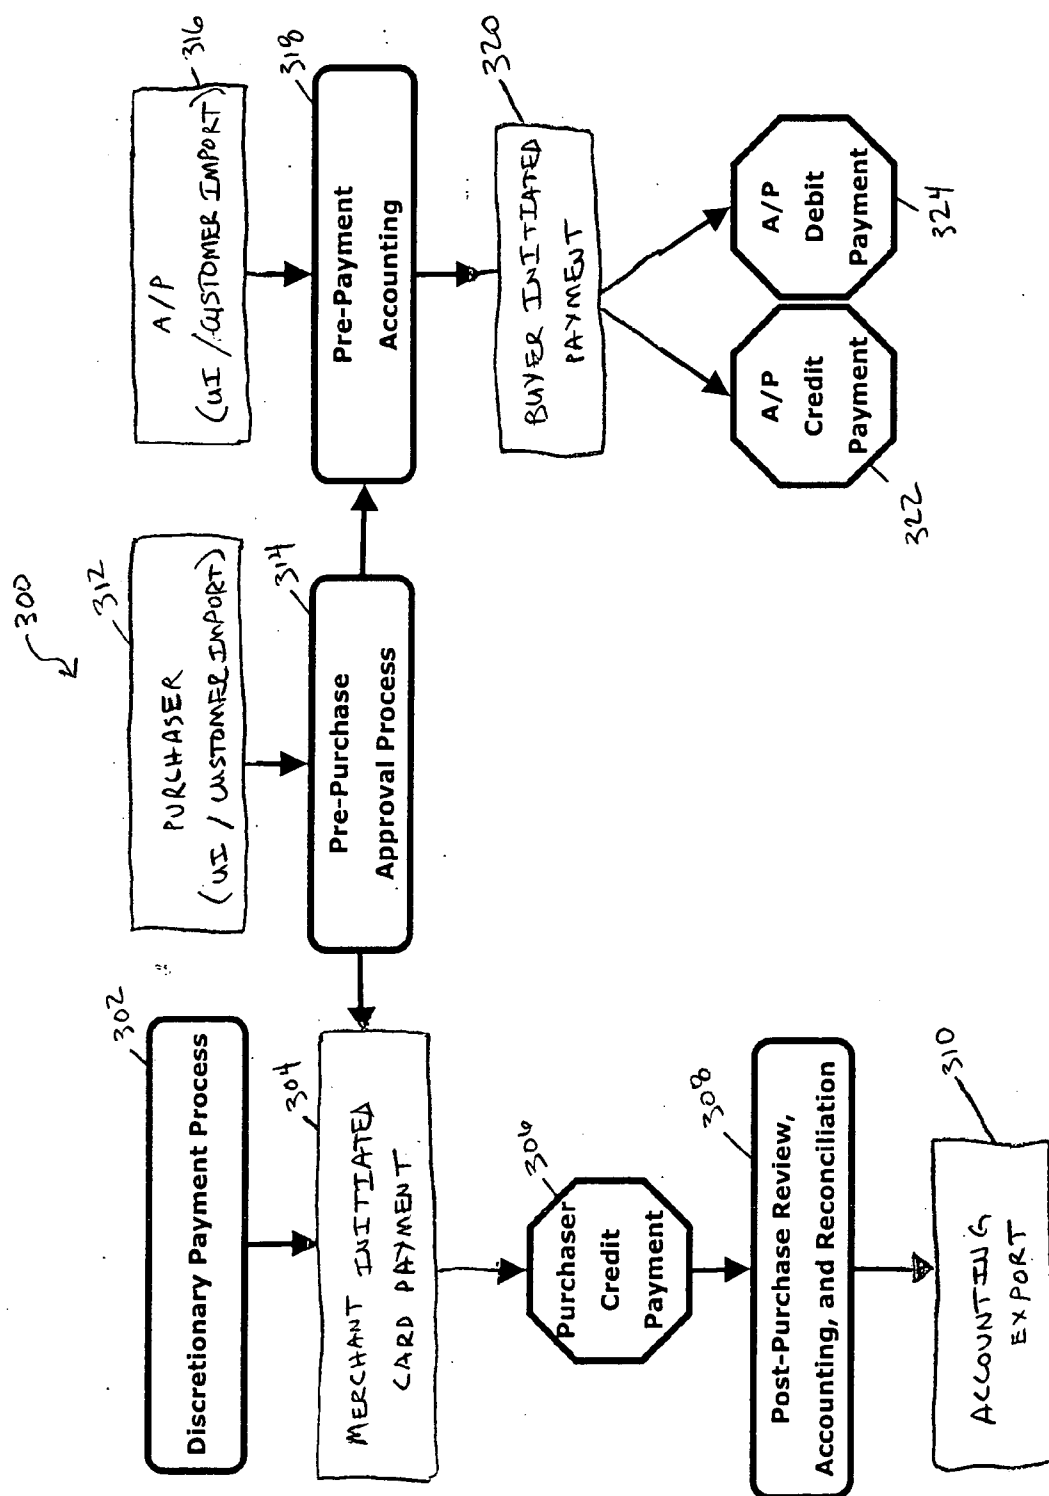 300
302
Discretionary Payment Process
304
MERCHANT INITIATED
CARD PAYMENT
306
Purchaser
Credit
Payment
308
Post-Purchase Review,
Accounting, and Reconciliation
310
ACCOUNTING
EXPORT
312
PURCHASER
(UI / CUSTOMER IMPORT)
314
Pre-Purchase
Approval Process
316
A/P
(UI / CUSTOMER IMPORT)
318
Pre-Payment
Accounting
320
BUYER INITIATED
PAYMENT
322
A/P
Credit
Payment
324
A/P
Debit
Payment